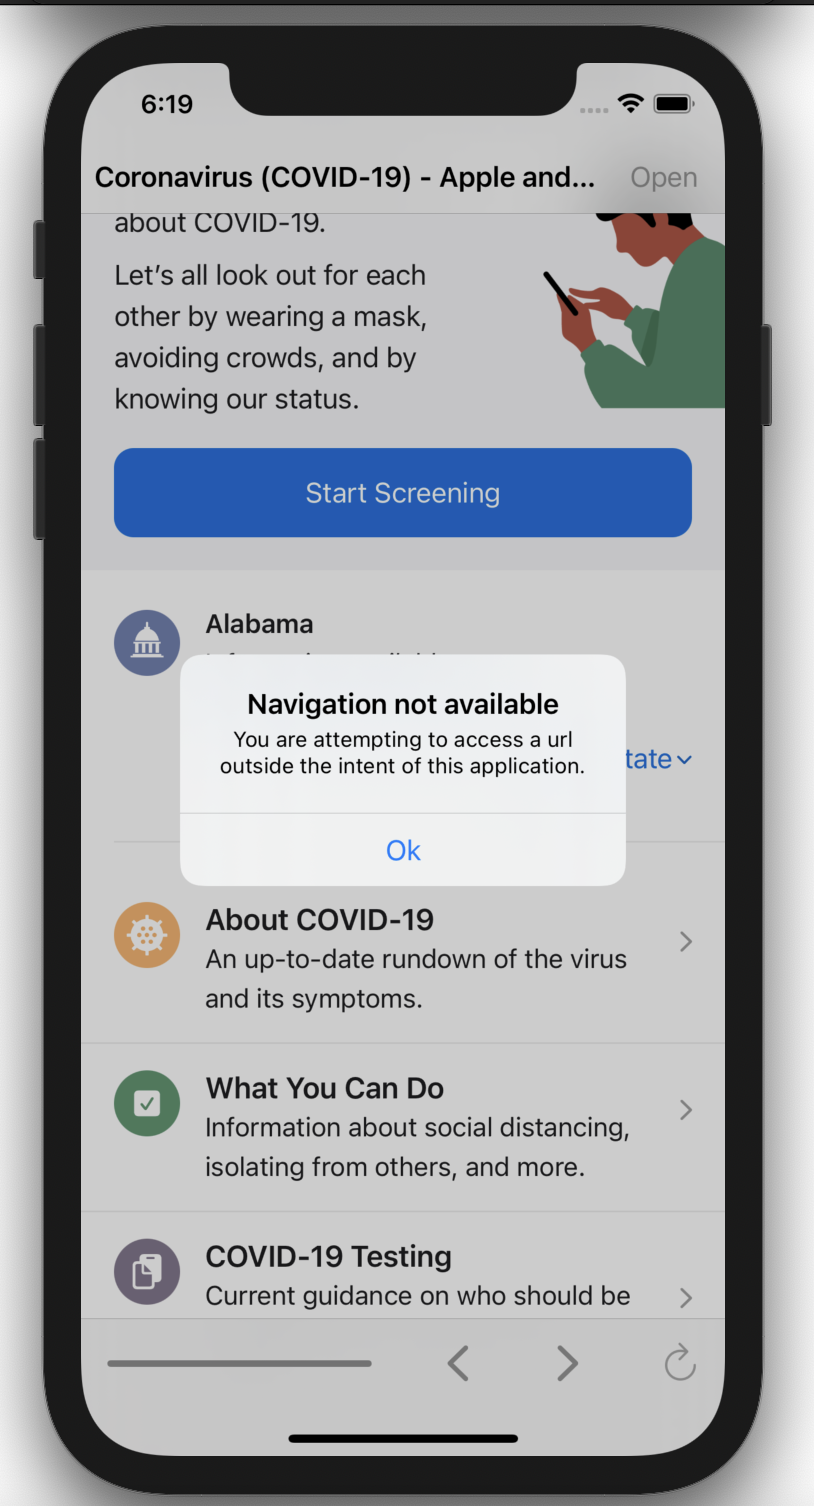 6:19
Coronavirus (COVID-19) - Apple and...
Open
about COVID-19.
Let's all look out for each
other by wearing a mask,
avoiding crowds, and by
knowing our status.
Start Screening
Alabama
Navigation not available
You are attempting to access a url
outside the intent of this application.
tate
Ok
About COVID-19
An up-to-date rundown of the virus
and its symptoms.
What You Can Do
Information about social distancing,
isolating from others, and more.
COVID-19 Testing
Current guidance on who should be